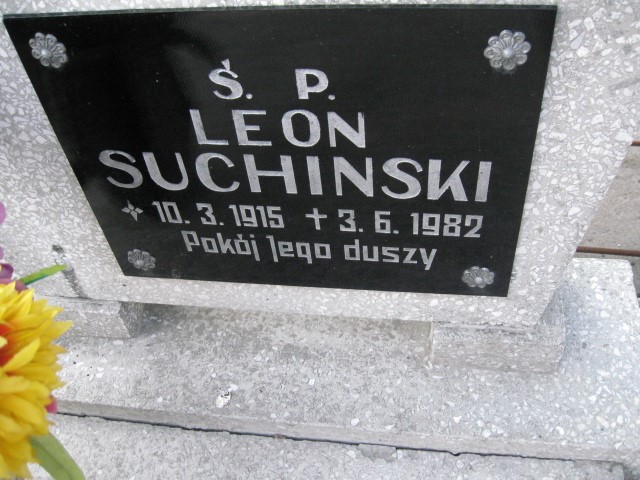 Ś. P.
LEON
SUCHINSKI
10.3.1915 + 3.6.1982
Pokój Jego duszy